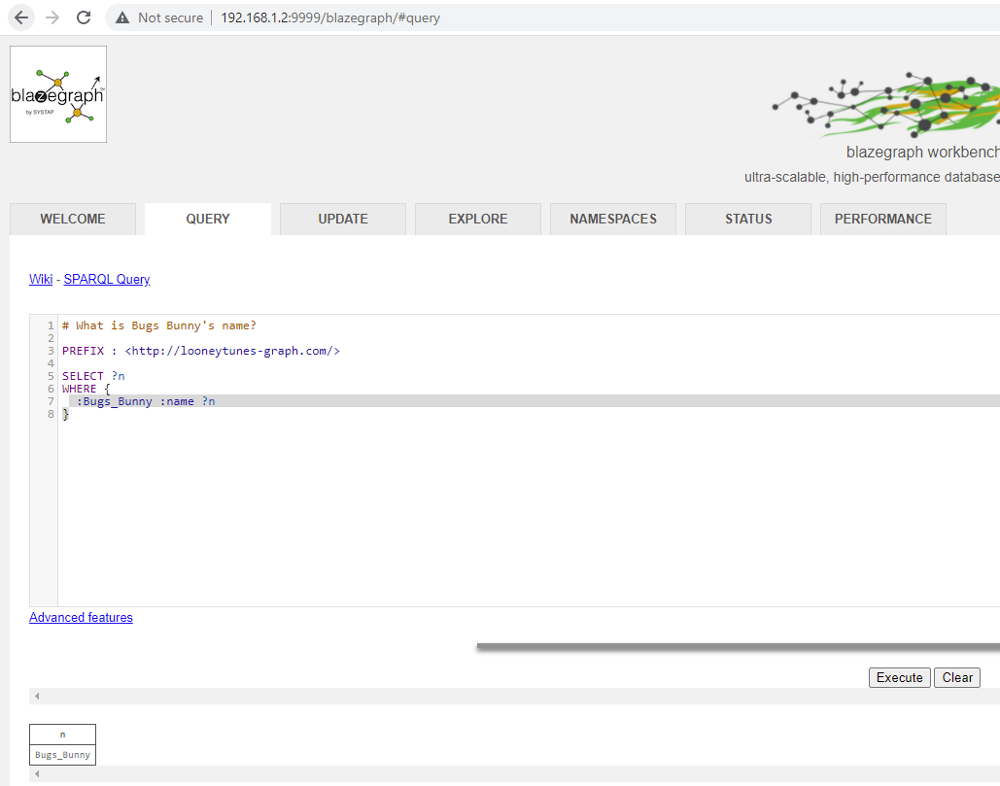 Not secure | 192.168.1.2:9999/blazegraph/#query
blazegraph™
by SYSTAP
blazegraph workbench
ultra-scalable, high-performance database
WELCOME QUERY UPDATE EXPLORE NAMESPACES STATUS PERFORMANCE
Wiki - SPARQL Query
1 # What is Bugs Bunny's name?
2
3 PREFIX : <http://looneytunes-graph.com/>
4
5 SELECT ?n
6 WHERE {
7 :Bugs_Bunny :name ?n
8 }
Advanced features
Execute Clear
n
Bugs_Bunny